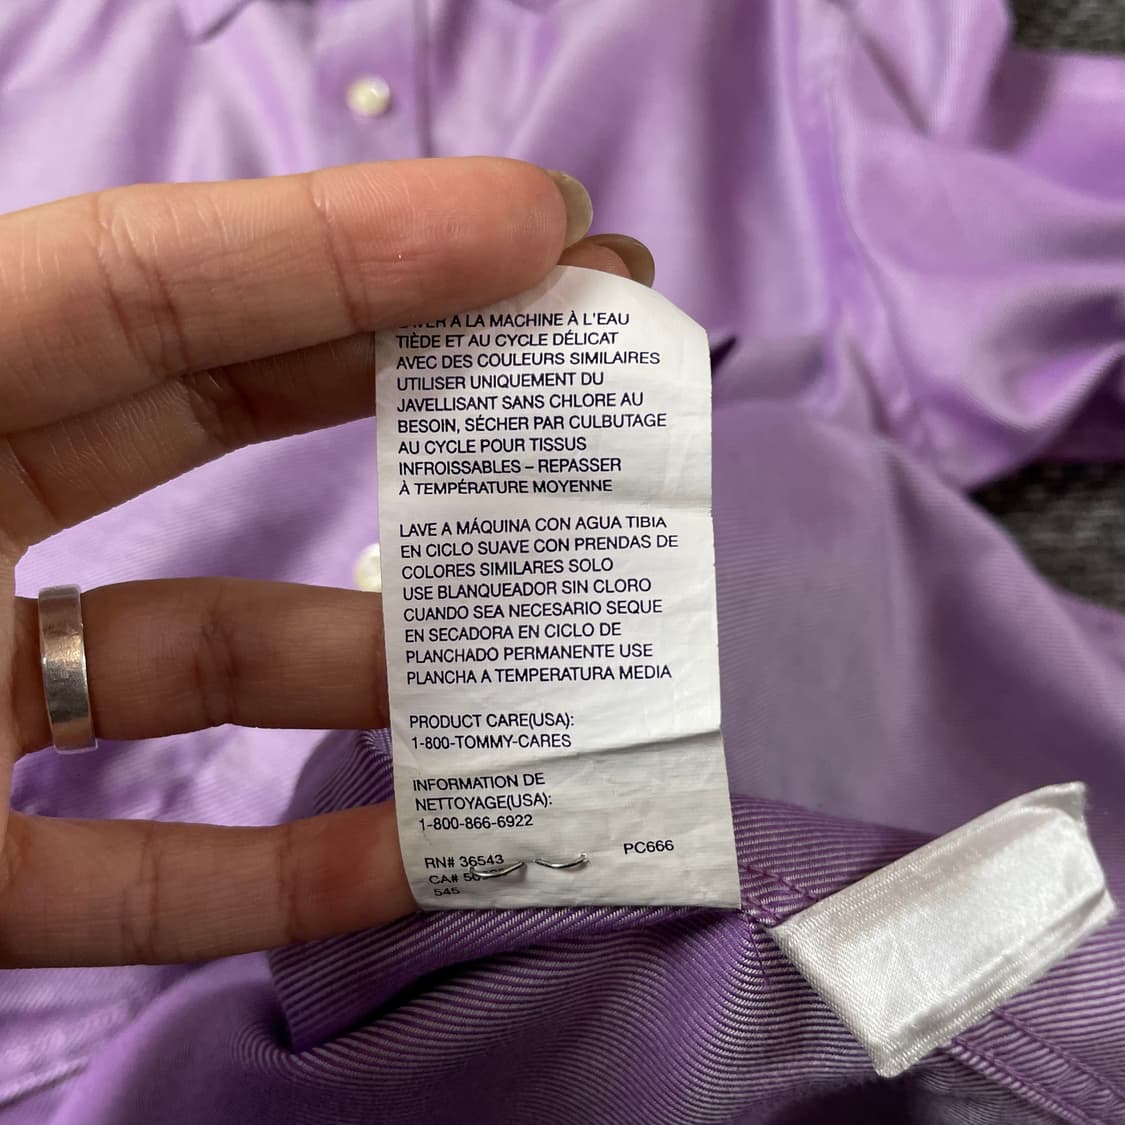 A LA MACHINE À L'EAU
TIÈDE ET AU CYCLE DÉLICAT
AVEC DES COULEURS SIMILAIRES
UTILISER UNIQUEMENT DU
JAVELLISANT SANS CHLORE AU
BESOIN, SÉCHER PAR CULBUTAGE
AU CYCLE POUR TISSUS
INFROISSABLES – REPASSER
À TEMPÉRATURE MOYENNE
LAVE A MÁQUINA CON AGUA TIBIA
EN CICLO SUAVE CON PRENDAS DE
COLORES SIMILARES SOLO
USE BLANQUEADOR SIN CLORO
CUANDO SEA NECESARIO SEQUE
EN SECADORA EN CICLO DE
PLANCHADO PERMANENTE USE
PLANCHA A TEMPERATURA MEDIA
PRODUCT CARE(USA):
1-800-TOMMY-CARES
INFORMATION DE
NETTOYAGE(USA):
1-800-866-6922
RN# 36543 PC666
CA#
545